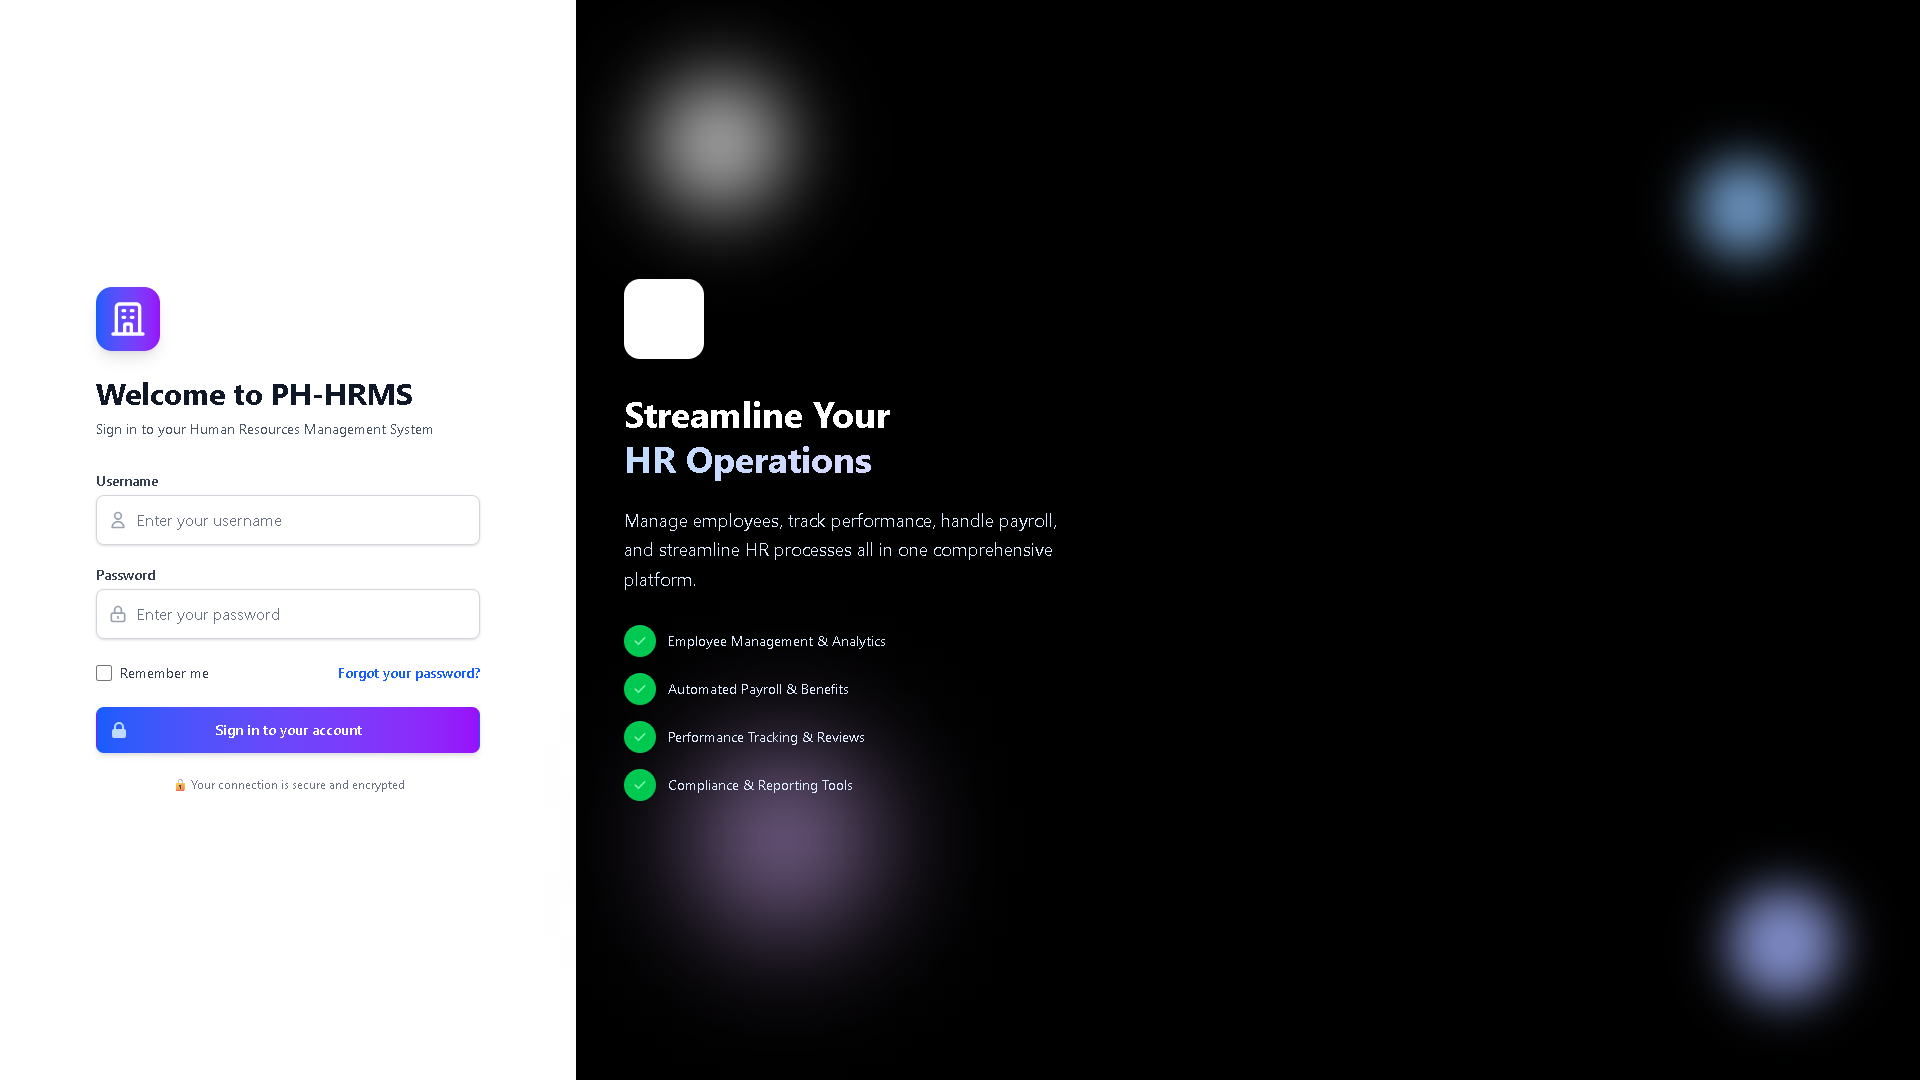 Welcome to PH-HRMS
Sign in to your Human Resources Management System
Username
Enter your username
Password
Enter your password
Remember me
Forgot your password?
Sign in to your account
🔒 Your connection is secure and encrypted
Streamline Your
HR Operations
Manage employees, track performance, handle payroll,
and streamline HR processes all in one comprehensive
platform.
Employee Management & Analytics
Automated Payroll & Benefits
Performance Tracking & Reviews
Compliance & Reporting Tools